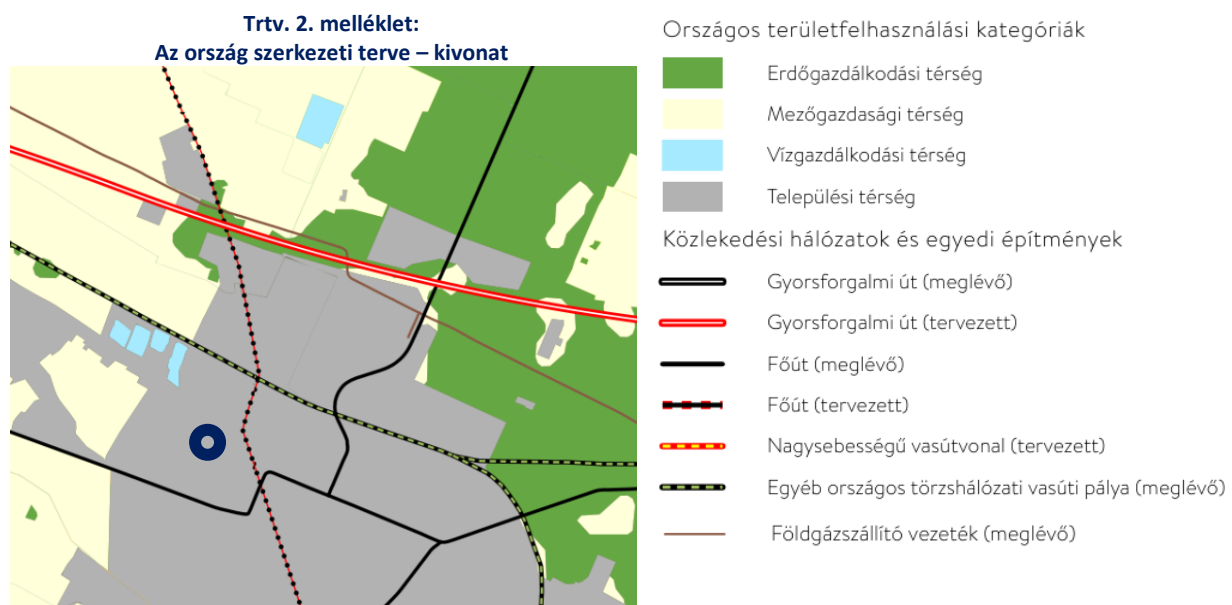 Trtv. 2. melléklet:
Az ország szerkezeti terve – kivonat
Országos területfelhasználási kategóriák
Erdőgazdálkodási térség
Mezőgazdasági térség
Vízgazdálkodási térség
Települési térség
Közlekedési hálózatok és egyedi építmények
Gyorsforgalmi út (meglévő)
Gyorsforgalmi út (tervezett)
Főút (meglévő)
Főút (tervezett)
Nagysebességű vasútvonal (tervezett)
Egyéb országos törzshálózati vasúti pálya (meglévő)
Földgázszállító vezeték (meglévő)